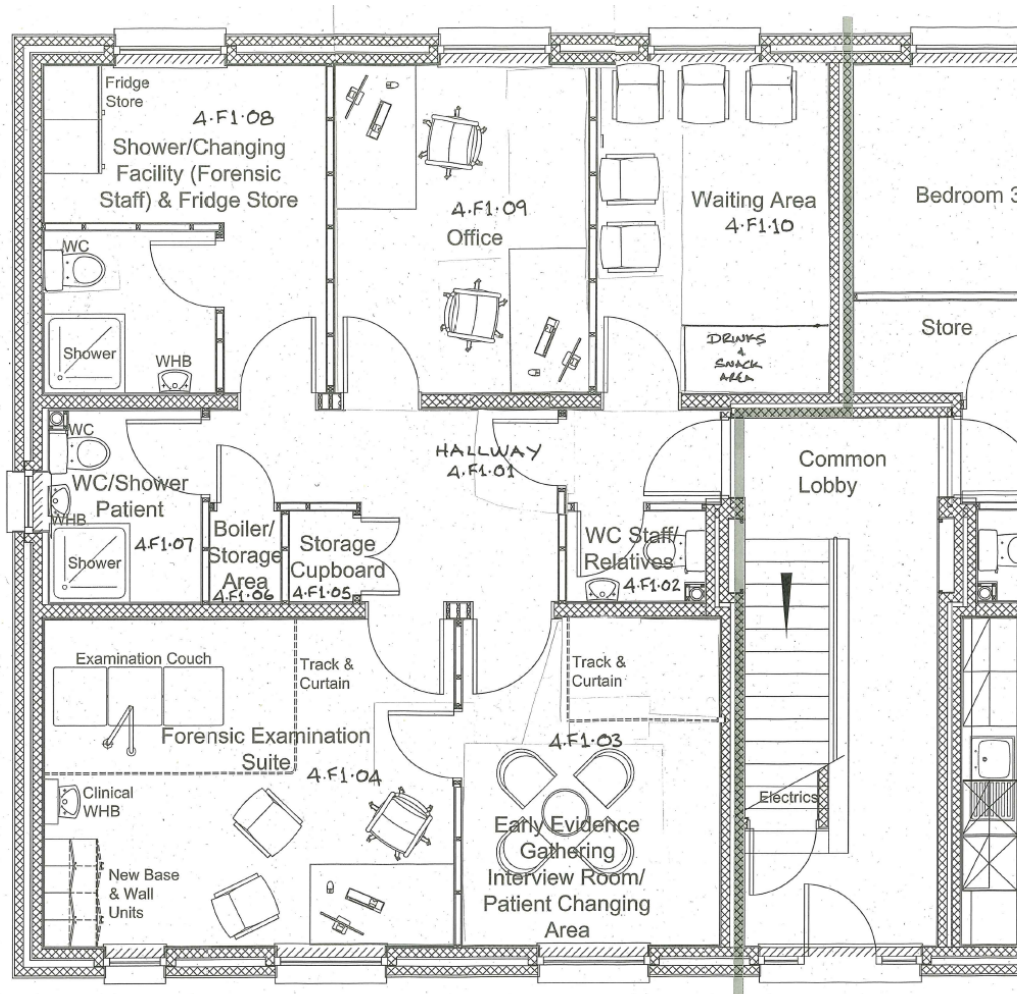 Fridge
Store
4.F1.08
Shower/Changing
Facility (Forensic
Staff) & Fridge Store
4.F1.09
Office
Waiting Area
4.F1.10
Bedroom 3
WC
Shower
WHB
DRINKS
&
SNACK
AREA
Store
WC
WC/Shower
Patient
WHB
Shower
4.F1.07
HALLWAY
4.F1.01
Common
Lobby
Boiler/
Storage
Area
4.F1.06
Storage
Cupboard
4.F1.05
WC Staff/
Relatives
4.F1.02
Examination Couch
Track &
Curtain
Forensic Examination
Suite
4.F1.04
Clinical
WHB
New Base
& Wall
Units
Track &
Curtain
4.F1.03
Early Evidence
Gathering
Interview Room/
Patient Changing
Area
Electrics